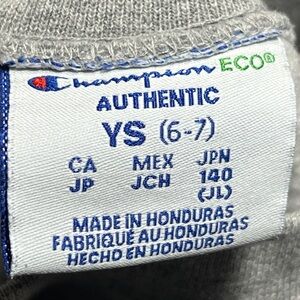 Champion ECO®
AUTHENTIC
YS (6-7)
CA MEX JPN
JP JCH 140
(JL)
MADE IN HONDURAS
FABRIQUÉ AU HONDURAS
HECHO EN HONDURAS